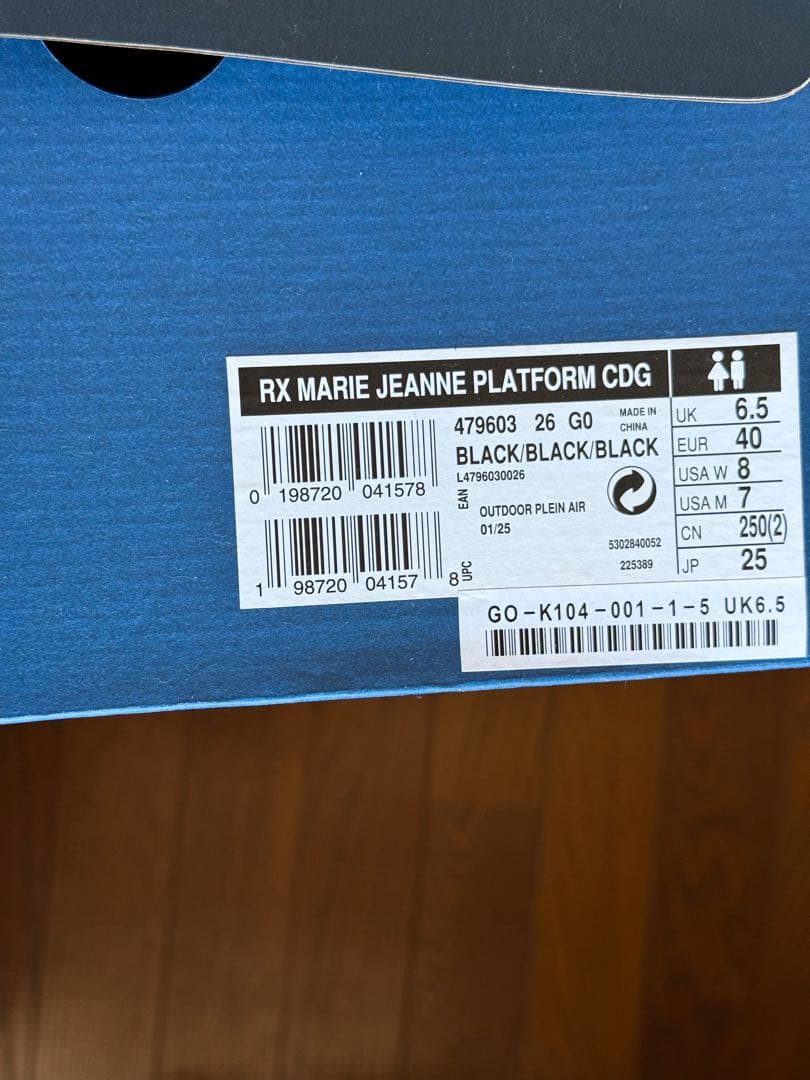 RX MARIE JEANNE PLATFORM CDG
0 198720 041578
1 98720 04157 8
EAN
UPC
479603 26 G0
MADE IN
CHINA
BLACK/BLACK/BLACK
L4796030026
OUTDOOR PLEIN AIR
01/25
5302840052
225389
UK 6.5
EUR 40
USA W 8
USA M 7
CN 250(2)
JP 25
GO-K104-001-1-5 UK6.5